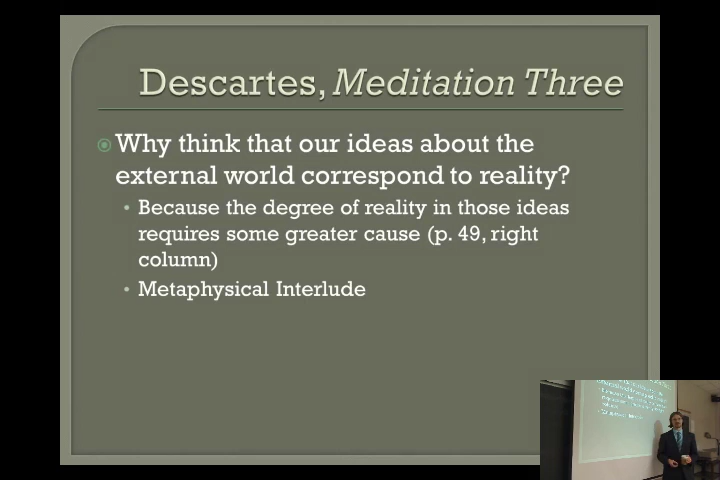 Descartes, Meditation Three
Why think that our ideas about the
external world correspond to reality?
Because the degree of reality in those ideas
requires some greater cause (p. 49, right
column)
Metaphysical Interlude